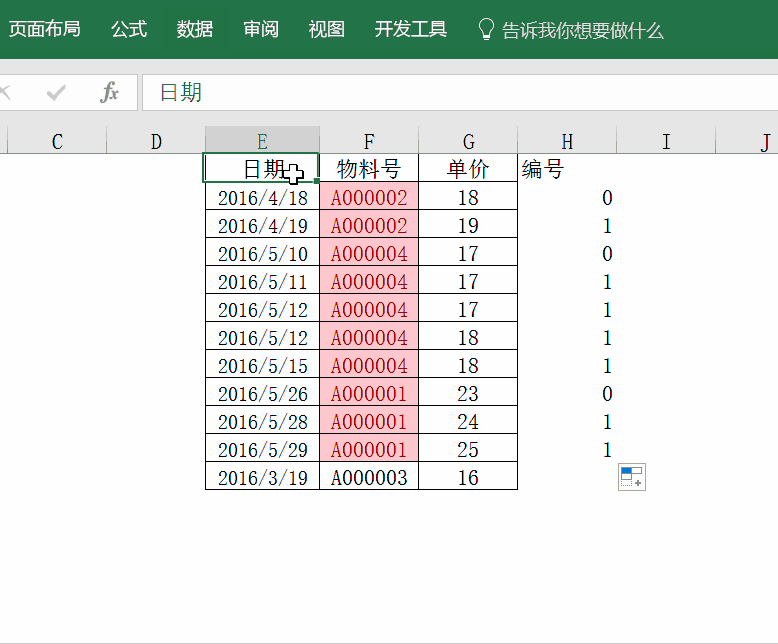 页面布局 公式 数据 审阅 视图 开发工具 告诉我你想要做什么
fx 日期
C D E F G H I J
日期 物料号 单价 编号
2016/4/18 A000002 18 0
2016/4/19 A000002 19 1
2016/5/10 A000004 17 0
2016/5/11 A000004 17 1
2016/5/12 A000004 17 1
2016/5/12 A000004 18 1
2016/5/15 A000004 18 1
2016/5/26 A000001 23 0
2016/5/28 A000001 24 1
2016/5/29 A000001 25 1
2016/3/19 A000003 16